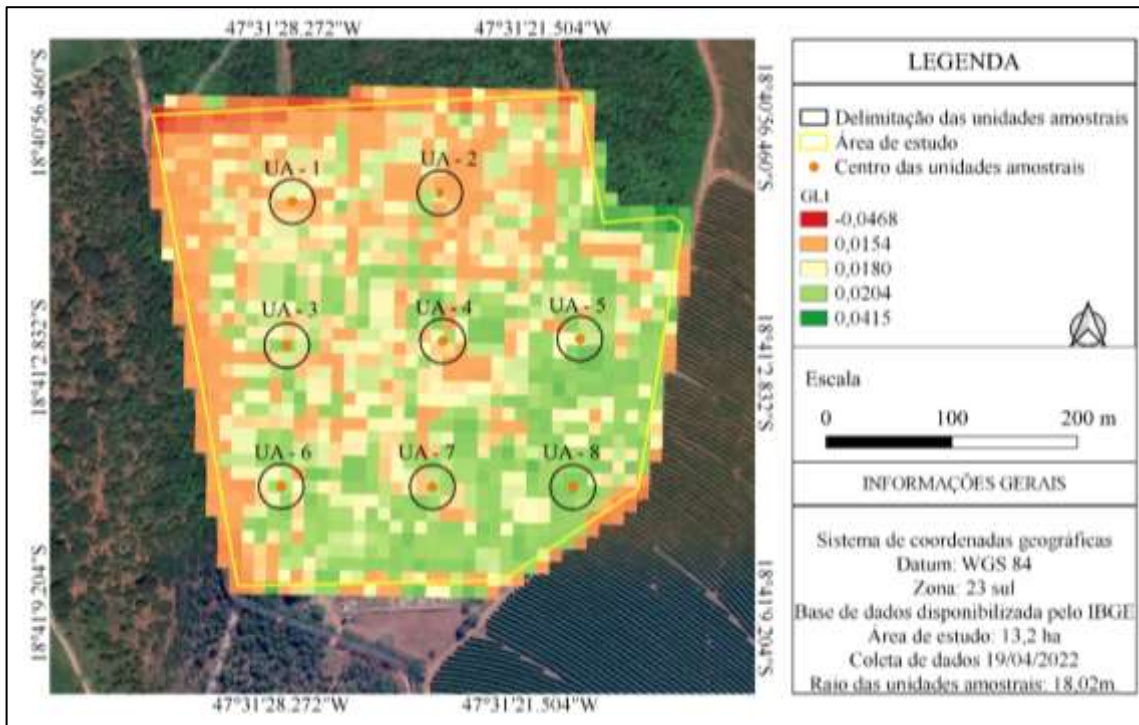 47°31'28.272"W 47°31'21.504"W
18°40'56.460"S
18°41'2.832"S
18°41'9.204"S
UA - 1
UA - 2
UA - 3
UA - 4
UA - 5
UA - 6
UA - 7
UA - 8
18°40'56.460"S
18°41'2.832"S
18°41'9.204"S
47°31'28.272"W 47°31'21.504"W
LEGENDA
Delimitação das unidades amostrais
Área de estudo
Centro das unidades amostrais
GLI
-0,0468
0,0154
0,0180
0,0204
0,0415
Escala
0 100 200 m
INFORMAÇÕES GERAIS
Sistema de coordenadas geográficas
Datum: WGS 84
Zona: 23 sul
Base de dados disponibilizada pelo IBGE
Área de estudo: 13,2 ha
Coleta de dados 19/04/2022
Raio das unidades amostrais: 18,02m